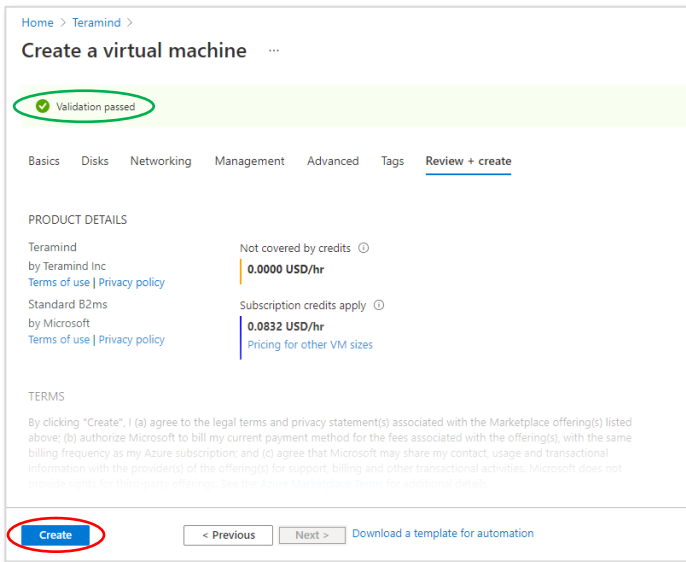 Home > Teramind >
Create a virtual machine ...
Validation passed
Basics Disks Networking Management Advanced Tags Review + create
PRODUCT DETAILS
Teramind
by Teramind Inc
Terms of use | Privacy policy
Not covered by credits
0.0000 USD/hr
Standard B2ms
by Microsoft
Terms of use | Privacy policy
Subscription credits apply
0.0832 USD/hr
Pricing for other VM sizes
TERMS
By clicking "Create", I (a) agree to the legal terms and privacy statement(s) associated with the Marketplace offering(s) listed
above; (b) authorize Microsoft to bill my current payment method for the fees associated with the offering(s), with the same
billing frequency as my Azure subscription; and (c) agree that Microsoft may share my contact, usage and transactional
information with the provider(s) of the offering(s) for support, billing and other transactional activities. Microsoft does not
provide rights for third-party offerings. See the Azure Marketplace Terms for additional details.
Create < Previous Next > Download a template for automation